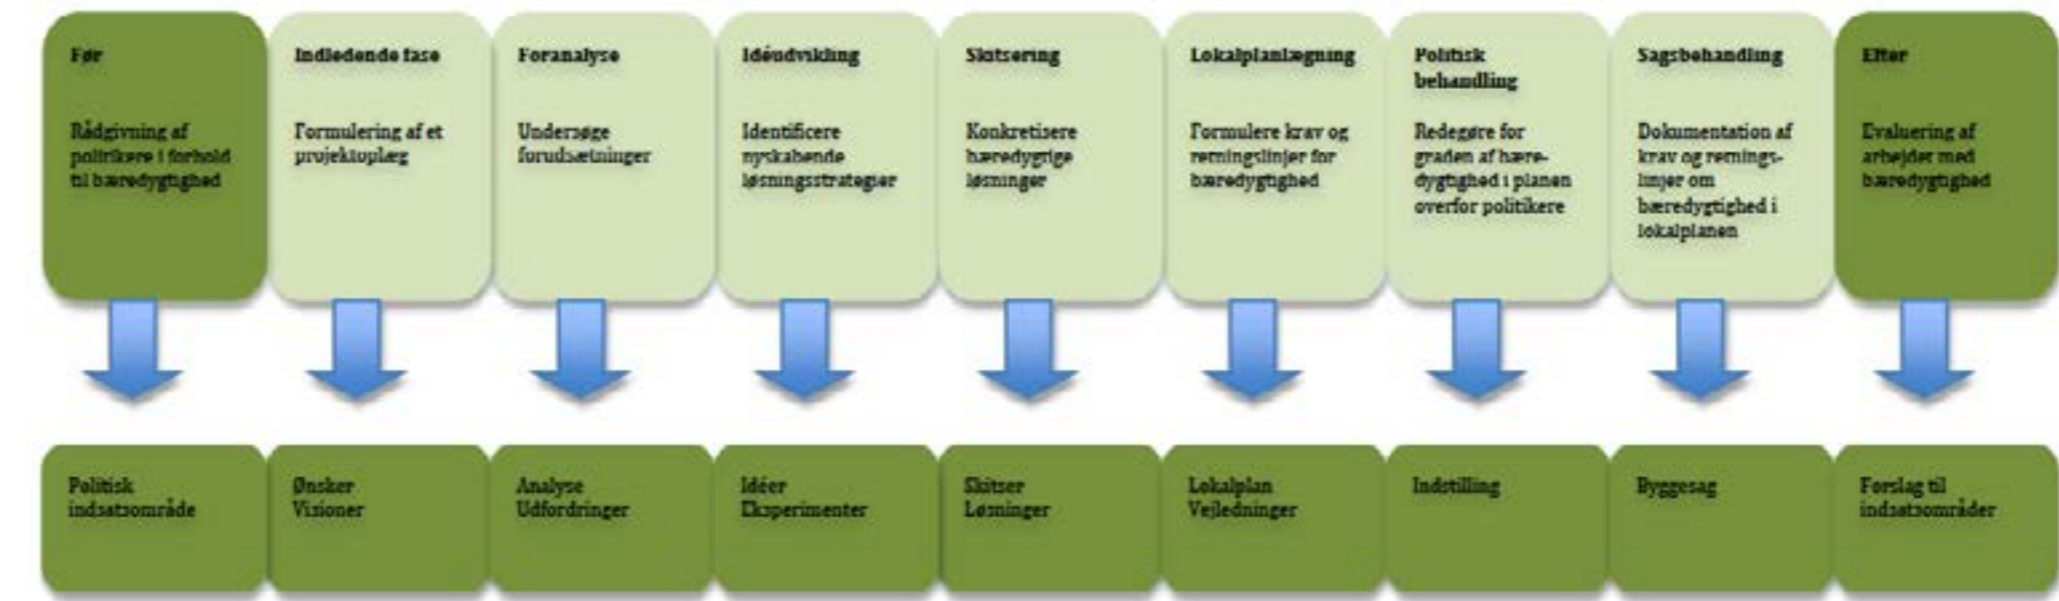 Før
Rådgivning af
politikere i forhold
til bæredygtighed
Indledende fase
Formulering af et
projektoplæg
Foranalyse
Undersøge
forudsætninger
Idéudvikling
Identificere
nyskabende
løsningsstrategier
Skitsering
Konkretisere
bæredygtige
løsninger
Lokalplanlægning
Formulere krav og
retningslinjer for
bæredygtighed
Politisk
behandling
Redegøre for
graden af bære-
dygtighed i planen
overfor politikere
Sagsbehandling
Dokumentation af
krav og retnings-
linjer om
bæredygtighed i
lokalplanen
Efter
Evaluering af
arbejdet med
bæredygtighed
Politisk
indsatsområde
Ønsker
Visioner
Analyse
Udfordringer
Idéer
Eksperimenter
Skitser
Løsninger
Lokalplan
Vejledninger
Indstilling
Byggesag
Forslag til
indsatsområder